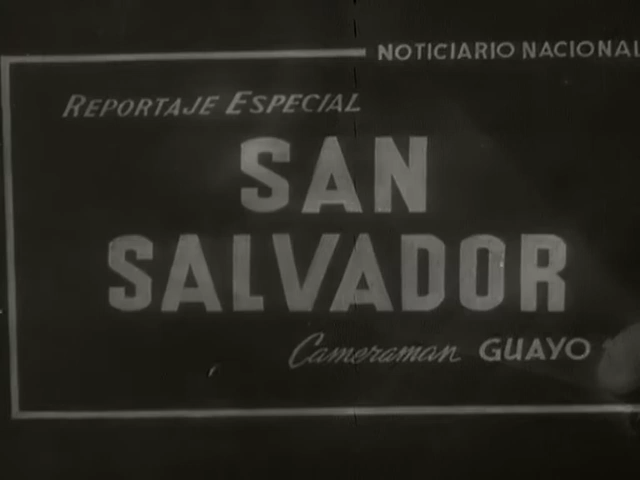 NOTICIARIO NACIONAL
REPORTAJE ESPECIAL
SAN
SALVADOR
Cameraman GUAYO